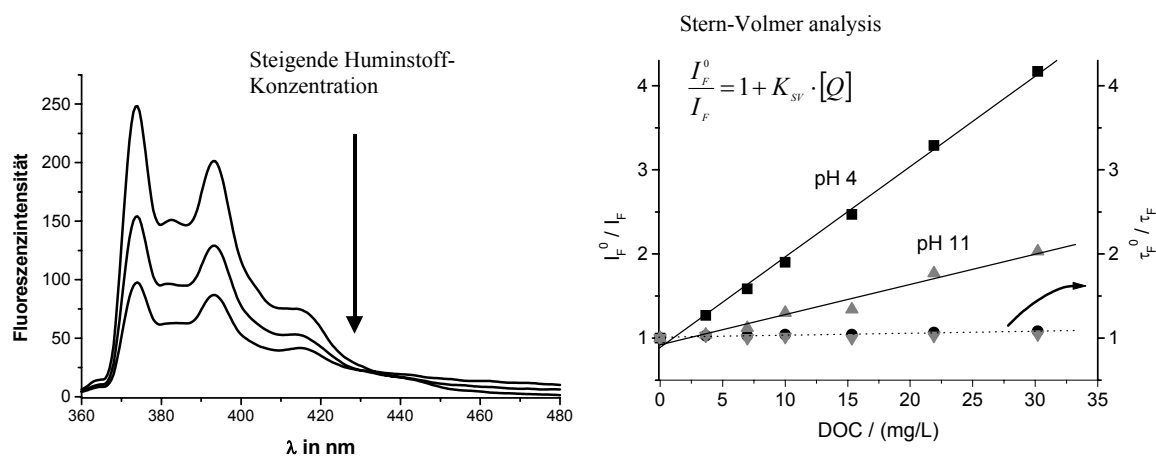 Steigende Huminstoff-
Konzentration
Fluoreszenzintensität
250
200
150
100
50
0
360
380
400
420
440
460
480
λ in nm
Stern-Volmer analysis
I_F^0 / I_F = 1 + K_SV · [Q]
pH 4
pH 11
I_F^0 / I_F
4
3
2
1
τ_F^0 / τ_F
4
3
2
1
0
5
10
15
20
25
30
35
DOC / (mg/L)